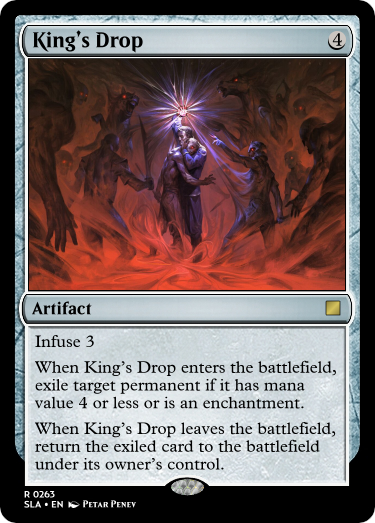 King's Drop
4
Artifact
Infuse 3
When King's Drop enters the battlefield,
exile target permanent if it has mana
value 4 or less or is an enchantment.
When King's Drop leaves the battlefield,
return the exiled card to the battlefield
under its owner's control.
R 0263
SLA • EN Petar Penev